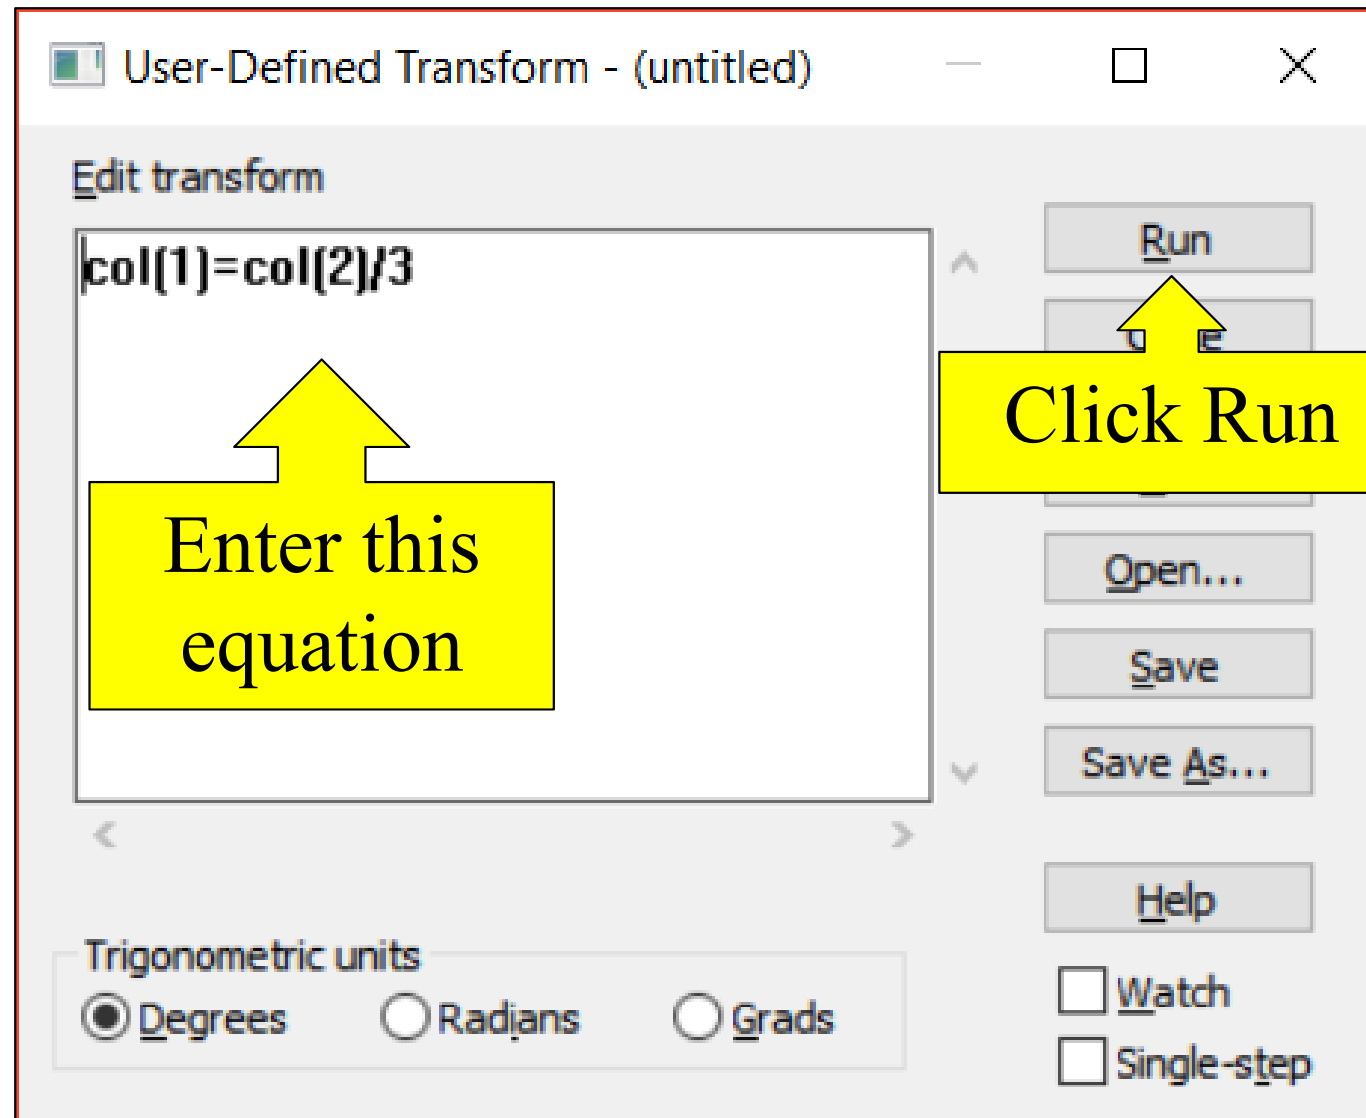 User-Defined Transform - (untitled)
Edit transform
col(1)=col(2)/3
Run
Click Run
Enter this
equation
Open...
Save
Save As...
Help
Trigonometric units
Degrees
Radians
Grads
Watch
Single-step